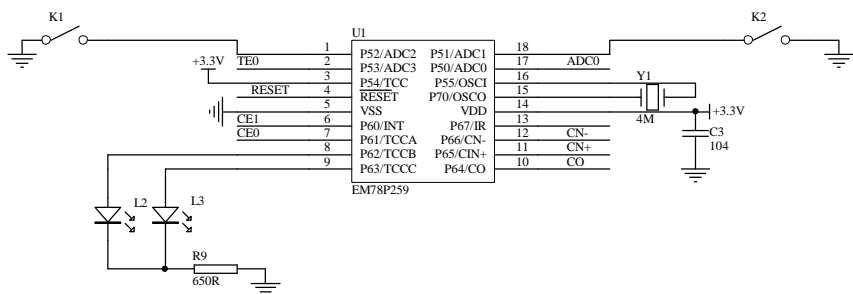 K1
K2
U1
1 P52/ADC2 P51/ADC1 18
TE0 2 P53/ADC3 P50/ADC0 17 ADC0
+3.3V 3 P54/TCC P55/OSCI 16 Y1
RESET 4 RESET P70/OSCO 15
5 VSS VDD 14 4M +3.3V
CE1 6 P60/INT P67/IR 13 C3
CE0 7 P61/TCCA P66/CN- 12 CN- 104
8 P62/TCCB P65/CIN+ 11 CN+
9 P63/TCCC P64/CO 10 CO
EM78P259
L2 L3
R9
650R